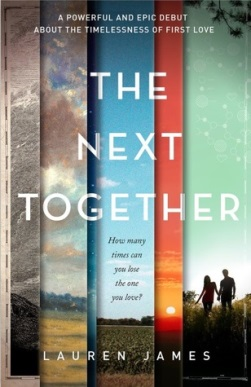 A POWERFUL AND EPIC DEBUT
ABOUT THE TIMELESSNESS OF FIRST LOVE
THE
NEXT
TOGETHER
How many
times can
you lose
the one
you love?
LAUREN JAMES